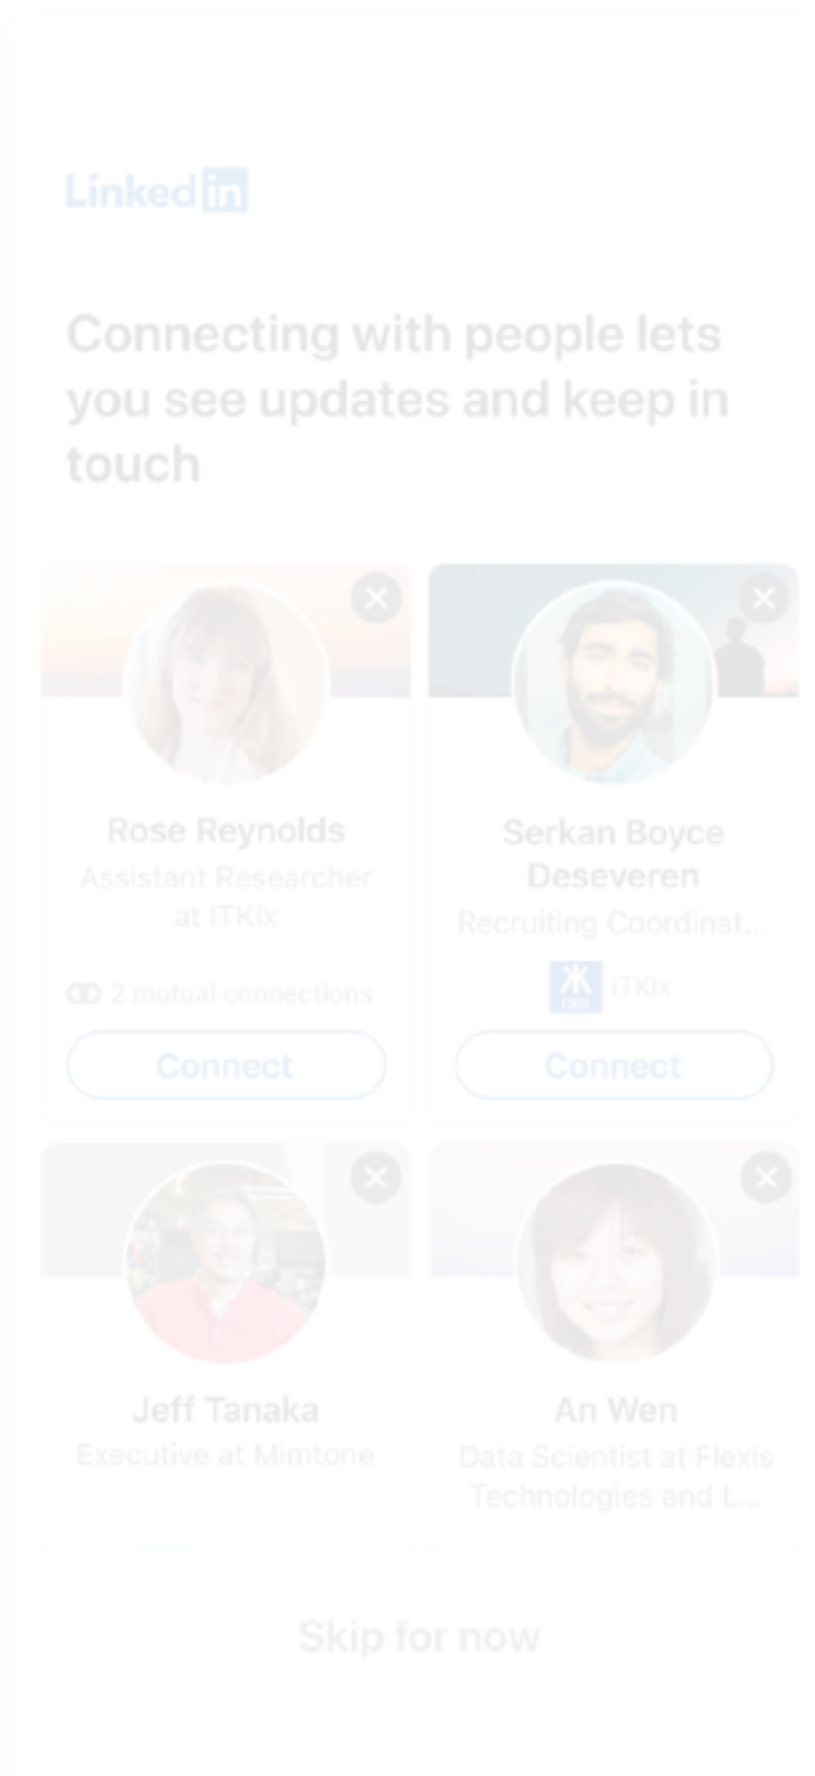 Linked in
Connecting with people lets
you see updates and keep in
touch
Rose Reynolds
Assistant Researcher
at ITKix
2 mutual connections
Connect
Serkan Boyce
Deseveren
Recruiting Coordinat...
ITKix
Connect
Jeff Tanaka
Executive at Mimtone
An Wen
Data Scientist at Flexis
Technologies and L...
Skip for now